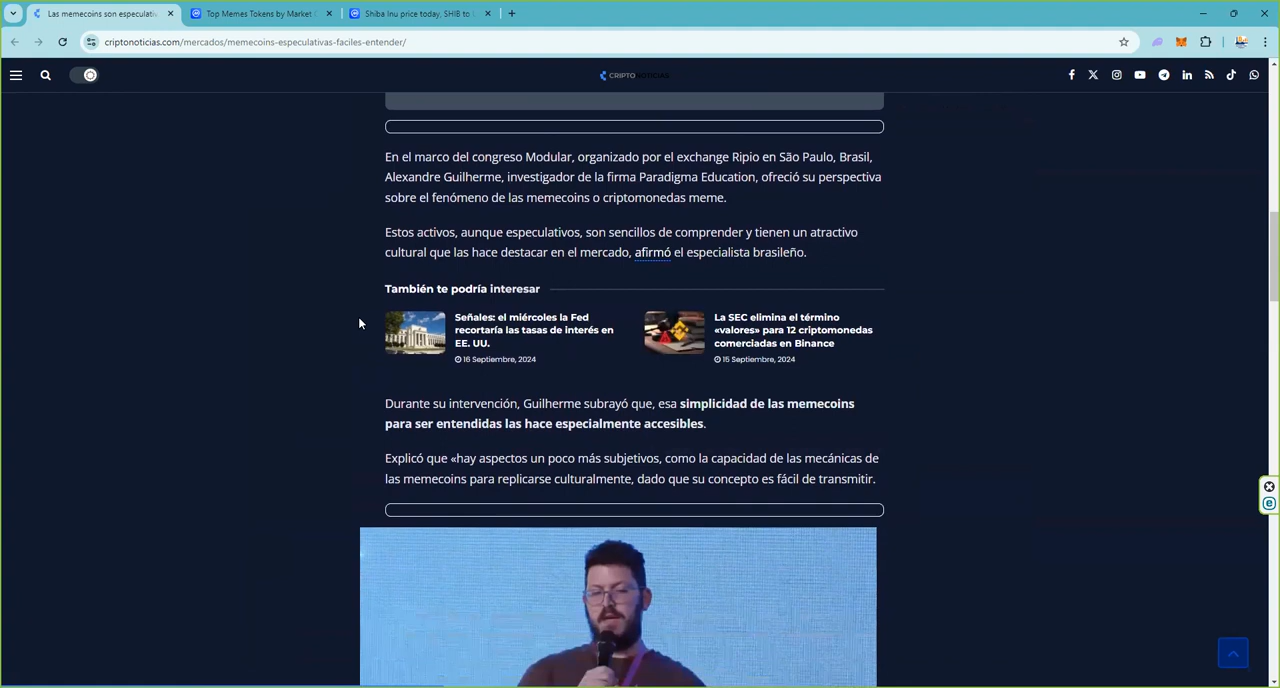 Las memecoins son especulativ
Top Memes Tokens by Market C
Shiba Inu price today, SHIB to
criptonoticias.com/mercados/memecoins-especulativas-faciles-entender/
CRIPTONOTICIAS
En el marco del congreso Modular, organizado por el exchange Ripio en São Paulo, Brasil,
Alexandre Guilherme, investigador de la firma Paradigma Education, ofreció su perspectiva
sobre el fenómeno de las memecoins o criptomonedas meme.
Estos activos, aunque especulativos, son sencillos de comprender y tienen un atractivo
cultural que las hace destacar en el mercado, afirmó el especialista brasileño.
También te podría interesar
Señales: el miércoles la Fed
recortaría las tasas de interés en
EE. UU.
16 Septiembre, 2024
La SEC elimina el término
«valores» para 12 criptomonedas
comerciadas en Binance
15 Septiembre, 2024
Durante su intervención, Guilherme subrayó que, esa simplicidad de las memecoins
para ser entendidas las hace especialmente accesibles.
Explicó que «hay aspectos un poco más subjetivos, como la capacidad de las mecánicas de
las memecoins para replicarse culturalmente, dado que su concepto es fácil de transmitir.